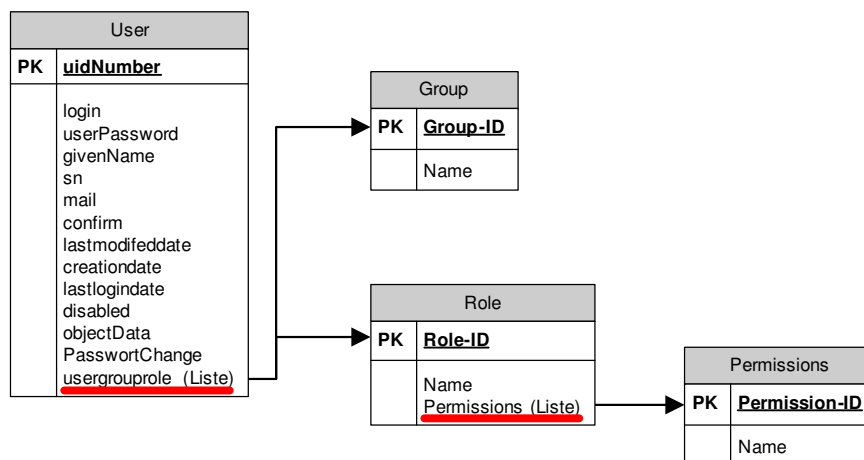 User
PK uidNumber
login
userPassword
givenName
sn
mail
confirm
lastmodifeddate
creationdate
lastlogindate
disabled
objectData
PasswortChange
usergrouprole (Liste)
Group
PK Group-ID
Name
Role
PK Role-ID
Name
Permissions (Liste)
Permissions
PK Permission-ID
Name